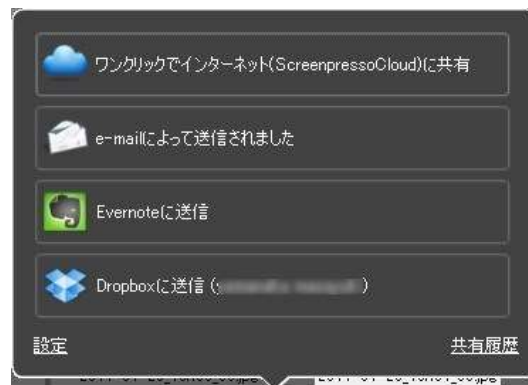 ワンクリックでインターネット(ScreenpressoCloud)に共有
e-mailによって送信されました
Evernoteに送信
Dropboxに送信 ( )
設定
共有履歴